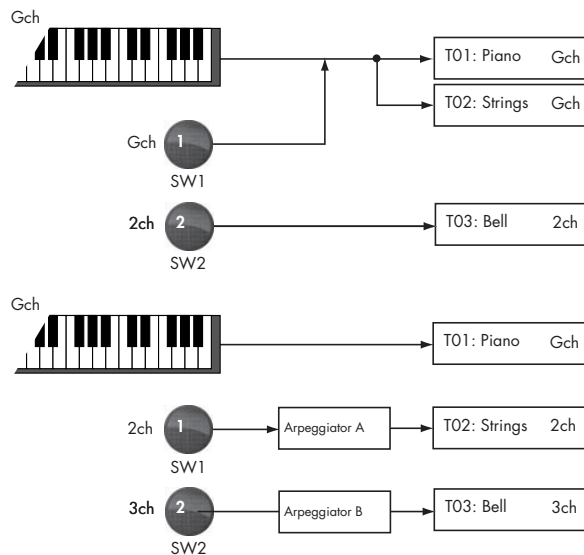 Gch
T01: Piano Gch
T02: Strings Gch
Gch 1
SW1
2ch 2 T03: Bell 2ch
SW2
Gch
T01: Piano Gch
2ch 1 Arpeggiator A T02: Strings 2ch
SW1
3ch 2 Arpeggiator B T03: Bell 3ch
SW2